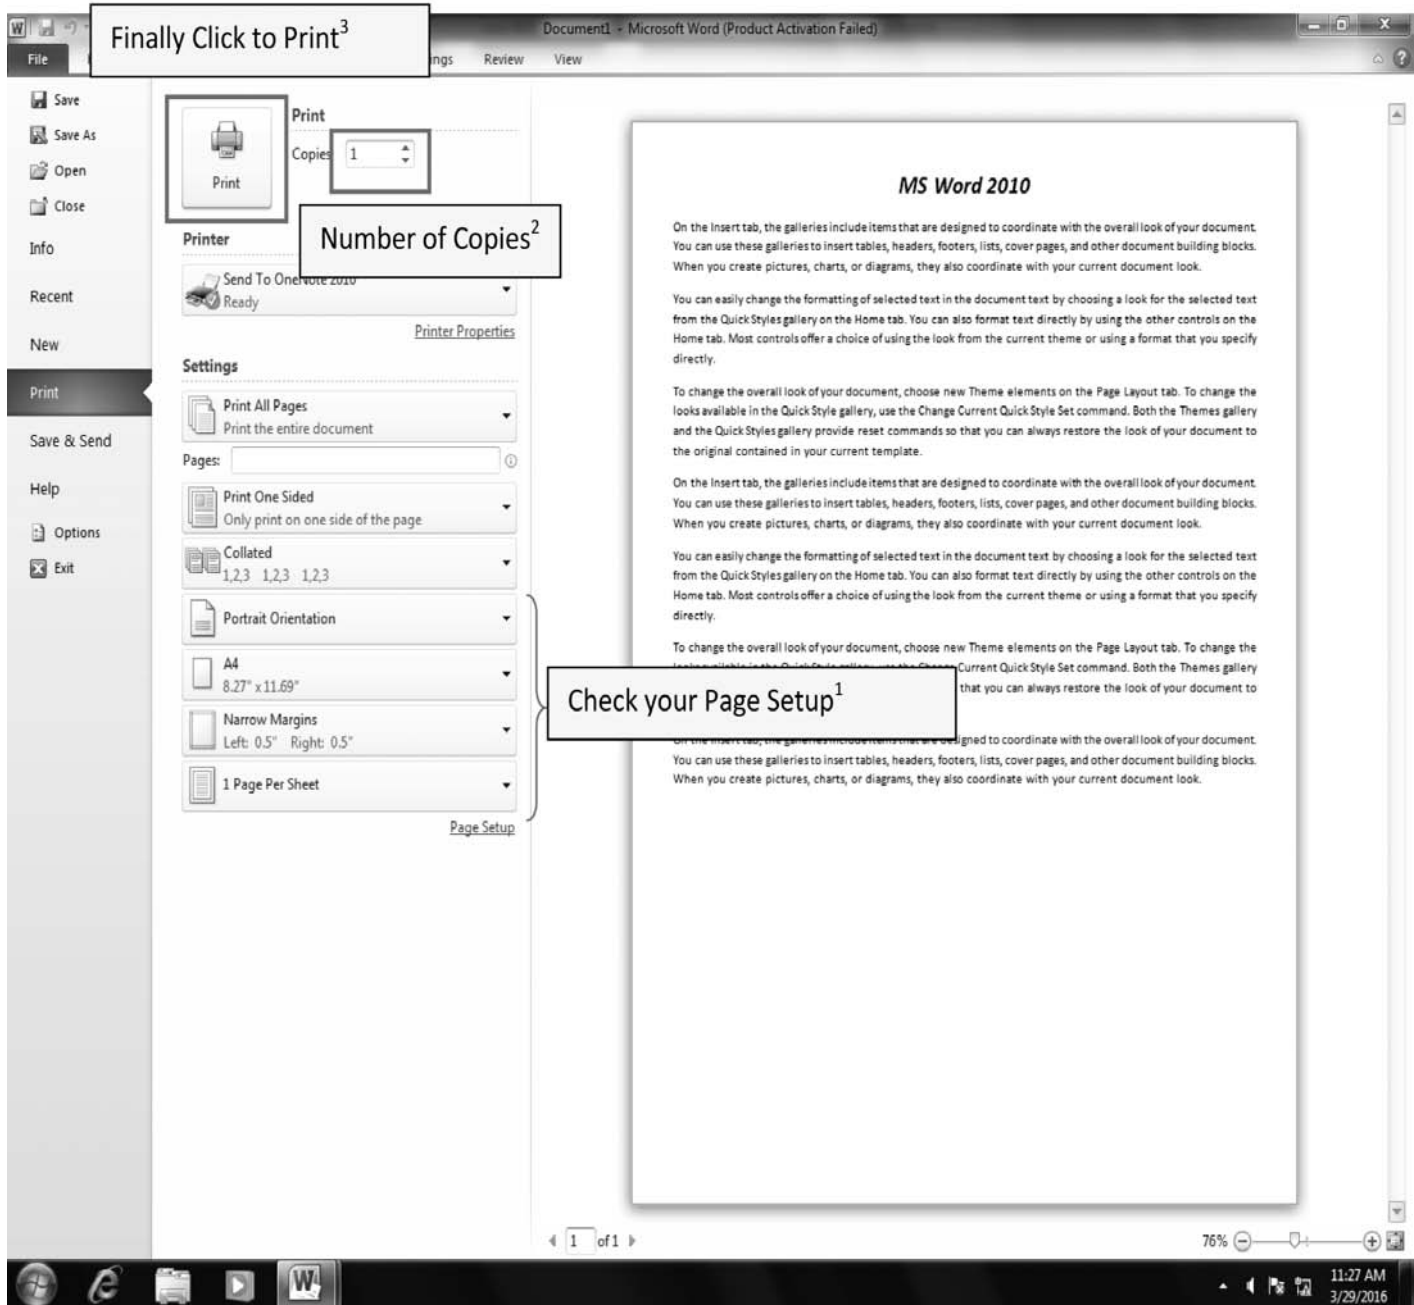 Document1 - Microsoft Word (Product Activation Failed)
Finally Click to Print³
File
ngs Review View
Save
Save As
Open
Close
Info
Recent
New
Print
Save & Send
Help
Options
Exit
Print
Print
Copies 1
Number of Copies²
Printer
Send To OneNote 2010
Ready
Printer Properties
Settings
Print All Pages
Print the entire document
Pages:
Print One Sided
Only print on one side of the page
Collated
1,2,3 1,2,3 1,2,3
Portrait Orientation
A4
8.27" x 11.69"
Narrow Margins
Left: 0.5" Right: 0.5"
1 Page Per Sheet
Page Setup
Check your Page Setup¹
MS Word 2010
On the Insert tab, the galleries include items that are designed to coordinate with the overall look of your document.
You can use these galleries to insert tables, headers, footers, lists, cover pages, and other document building blocks.
When you create pictures, charts, or diagrams, they also coordinate with your current document look.
You can easily change the formatting of selected text in the document text by choosing a look for the selected text
from the Quick Styles gallery on the Home tab. You can also format text directly by using the other controls on the
Home tab. Most controls offer a choice of using the look from the current theme or using a format that you specify
directly.
To change the overall look of your document, choose new Theme elements on the Page Layout tab. To change the
looks available in the Quick Style gallery, use the Change Current Quick Style Set command. Both the Themes gallery
and the Quick Styles gallery provide reset commands so that you can always restore the look of your document to
the original contained in your current template.
On the Insert tab, the galleries include items that are designed to coordinate with the overall look of your document.
You can use these galleries to insert tables, headers, footers, lists, cover pages, and other document building blocks.
When you create pictures, charts, or diagrams, they also coordinate with your current document look.
You can easily change the formatting of selected text in the document text by choosing a look for the selected text
from the Quick Styles gallery on the Home tab. You can also format text directly by using the other controls on the
Home tab. Most controls offer a choice of using the look from the current theme or using a format that you specify
directly.
To change the overall look of your document, choose new Theme elements on the Page Layout tab. To change the
looks available in the Quick Style gallery, use the Change Current Quick Style Set command. Both the Themes gallery
that you can always restore the look of your document to
On the Insert tab, the galleries include items that are designed to coordinate with the overall look of your document.
You can use these galleries to insert tables, headers, footers, lists, cover pages, and other document building blocks.
When you create pictures, charts, or diagrams, they also coordinate with your current document look.
1 of 1
76%
11:27 AM
3/29/2016